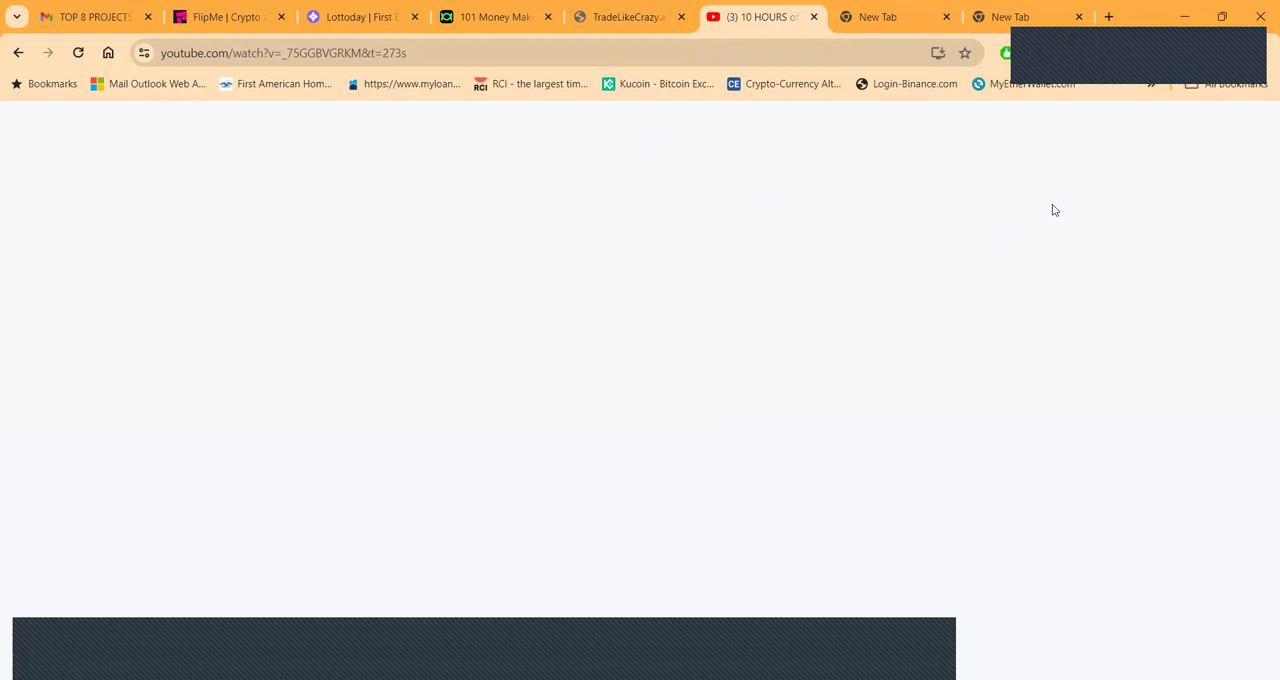 TOP 8 PROJECTS FlipMe | Crypto Lottoday | First E 101 Money Mak TradeLikeCrazy.a (3) 10 HOURS of New Tab New Tab
youtube.com/watch?v=_75GGBVGRKM&t=273s
Bookmarks Mail Outlook Web A... First American Hom... https://www.myloan... RCI RCI - the largest tim... Kucoin - Bitcoin Exc... CE Crypto-Currency Alt... Login-Binance.com MyEtherWallet.com All Bookmarks